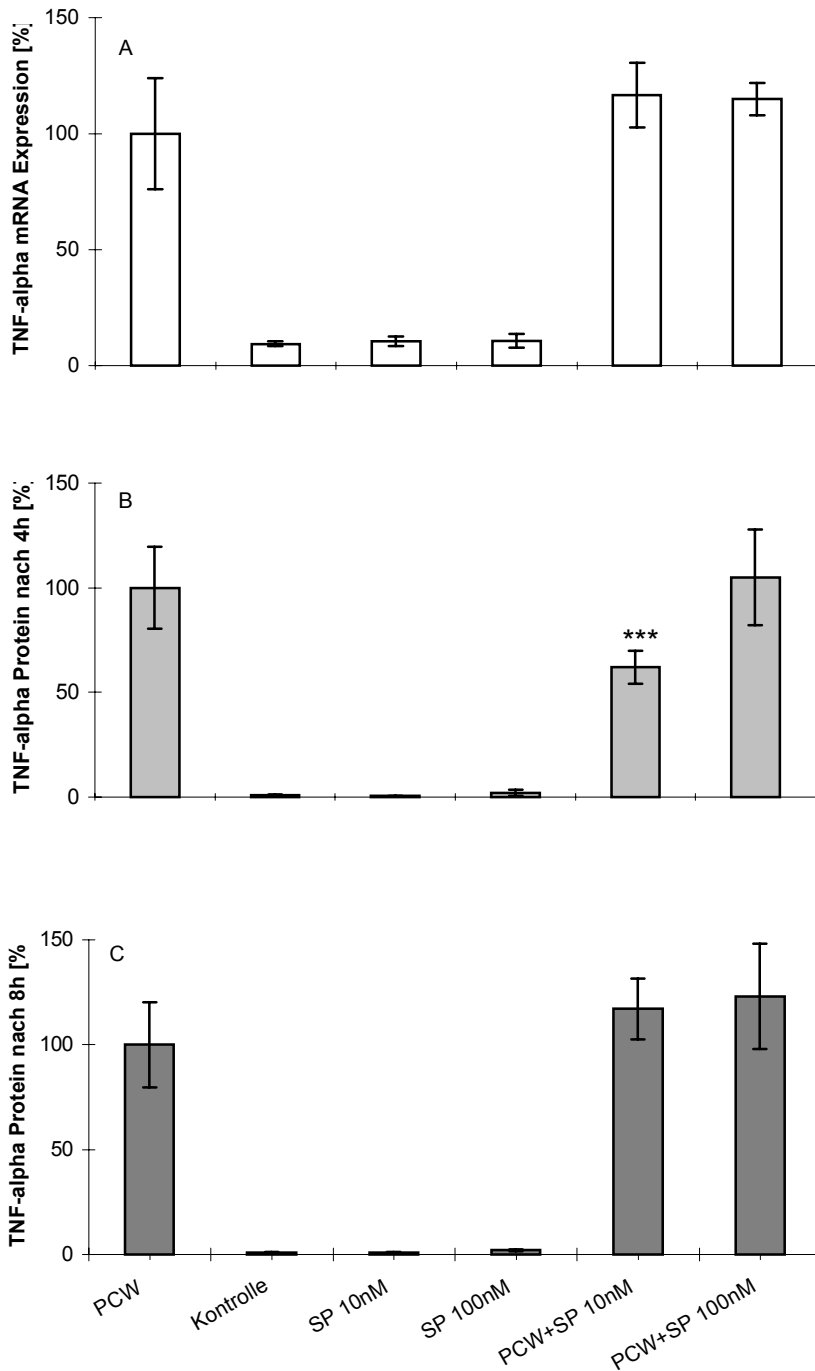 TNF-alpha mRNA Expression [%]
A
150
100
50
0
TNF-alpha Protein nach 4h [%]
B
150
100
50
0
***
TNF-alpha Protein nach 8h [%
C
150
100
50
0
PCW
Kontrolle
SP 10nM
SP 100nM
PCW+SP 10nM
PCW+SP 100nM